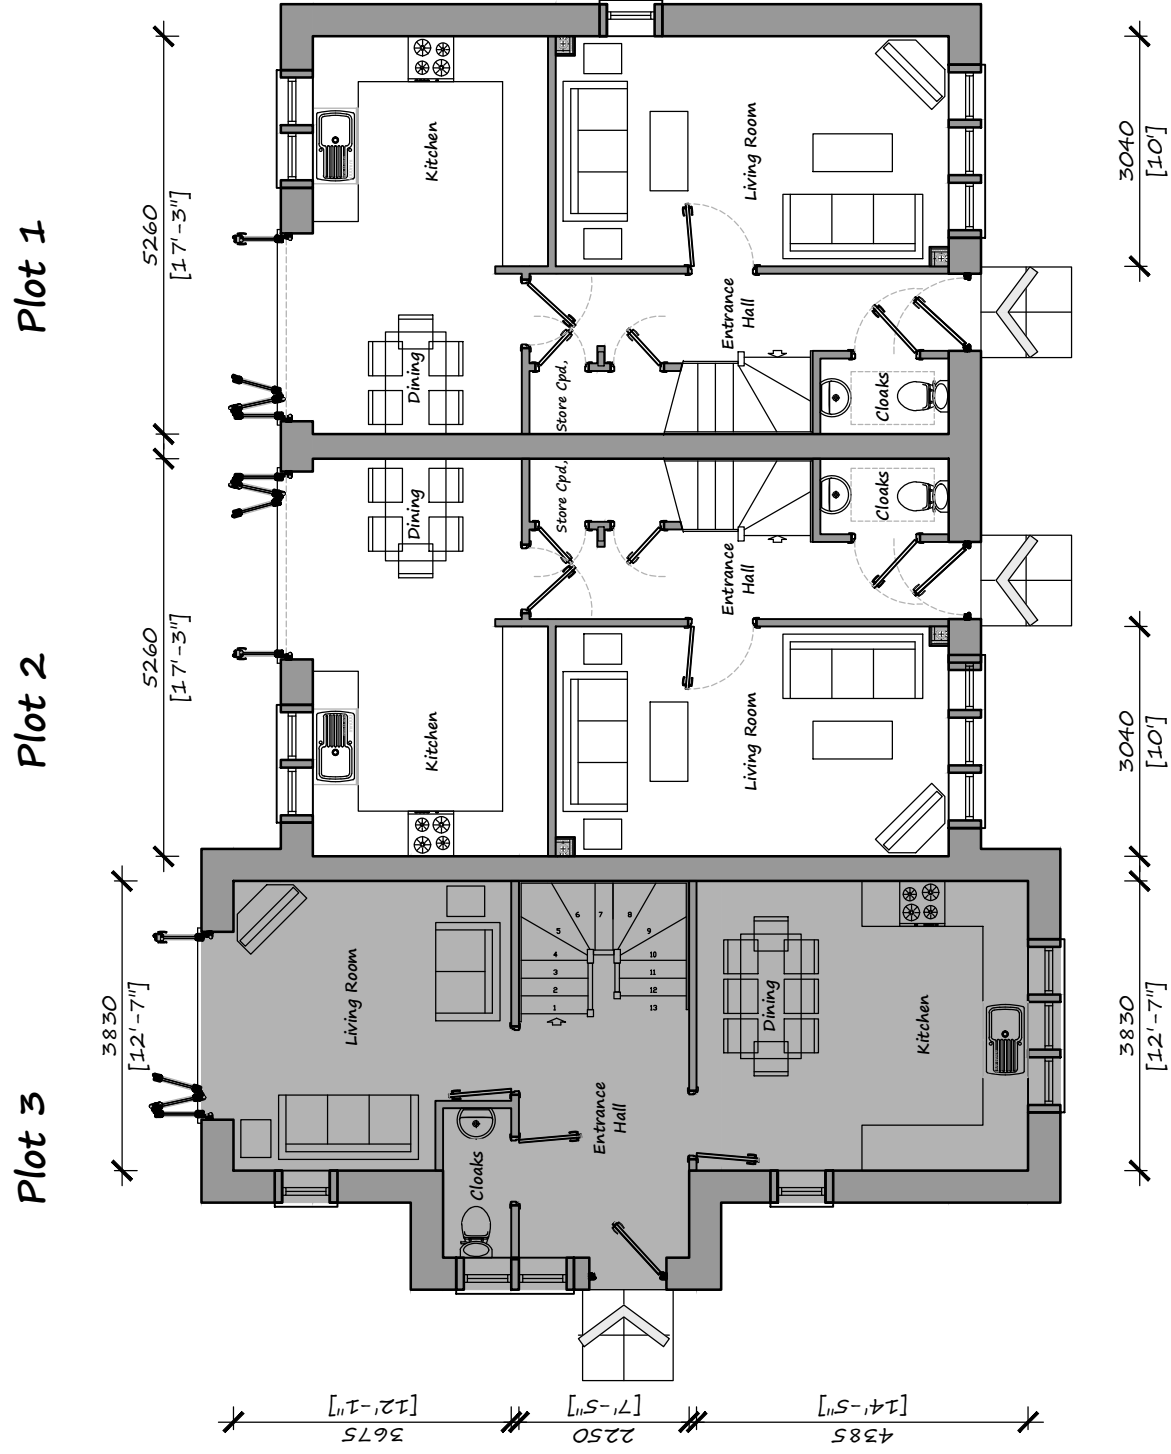 Plot 1
5260
[17'-3"]
Kitchen
Living Room
3040
[10']
Dining
Store Cpd,
Entrance
Hall
Cloaks
Plot 2
5260
[17'-3"]
Dining
Store Cpd,
Entrance
Hall
Cloaks
Kitchen
Living Room
3040
[10']
Plot 3
3830
[12'-7"]
Living Room
1
2
3
4
5
6
7
8
9
10
11
12
13
Dining
Kitchen
3830
[12'-7"]
Cloaks
Entrance
Hall
3675
[12'-1"]
2250
[7'-5"]
4385
[14'-5"]